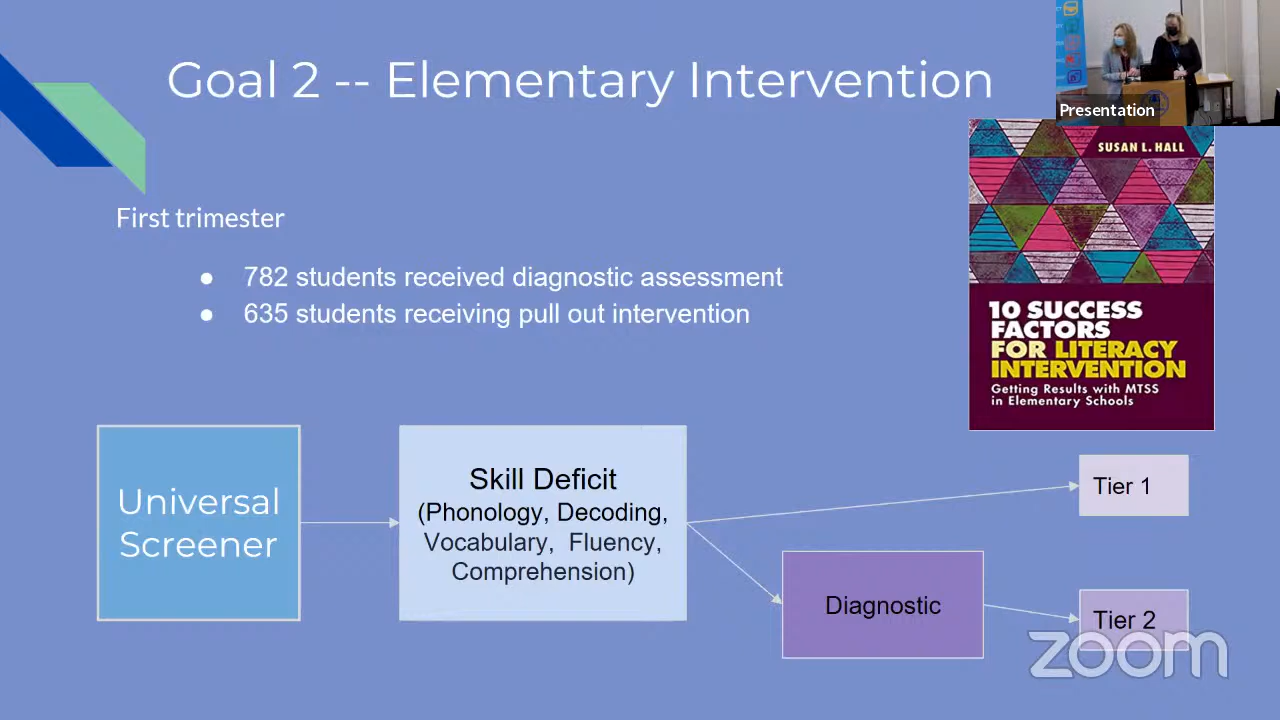 Goal 2 -- Elementary Intervention
Presentation
SUSAN L. HALL
First trimester
● 782 students received diagnostic assessment
● 635 students receiving pull out intervention
10 SUCCESS
FACTORS
FOR LITERACY
INTERVENTION
Getting Results with MTSS
in Elementary Schools
Universal
Screener
Skill Deficit
(Phonology, Decoding,
Vocabulary, Fluency,
Comprehension)
Tier 1
Diagnostic
Tier 2
zoom